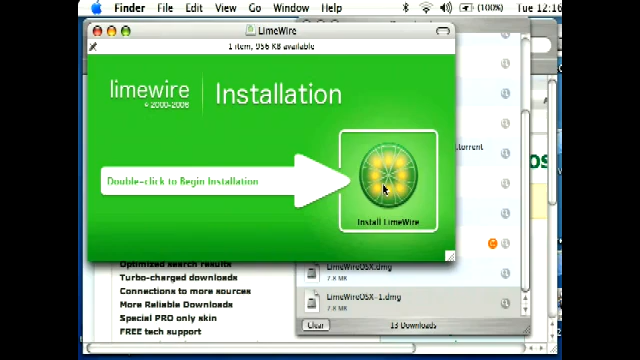 Finder File Edit View Go Window Help (100%) Tue 12:16
LimeWire
1 item, 956 KB available
limewire
© 2000-2006
Installation
.torrent
Double-click to Begin Installation
Install LimeWire
Optimized search results
Turbo-charged downloads
Connections to more sources
More Reliable Downloads
Special PRO only skin
FREE tech support
LimeWireOSX.dmg
7.8 MB
LimeWireOSX-1.dmg
7.8 MB
Clear
13 Downloads